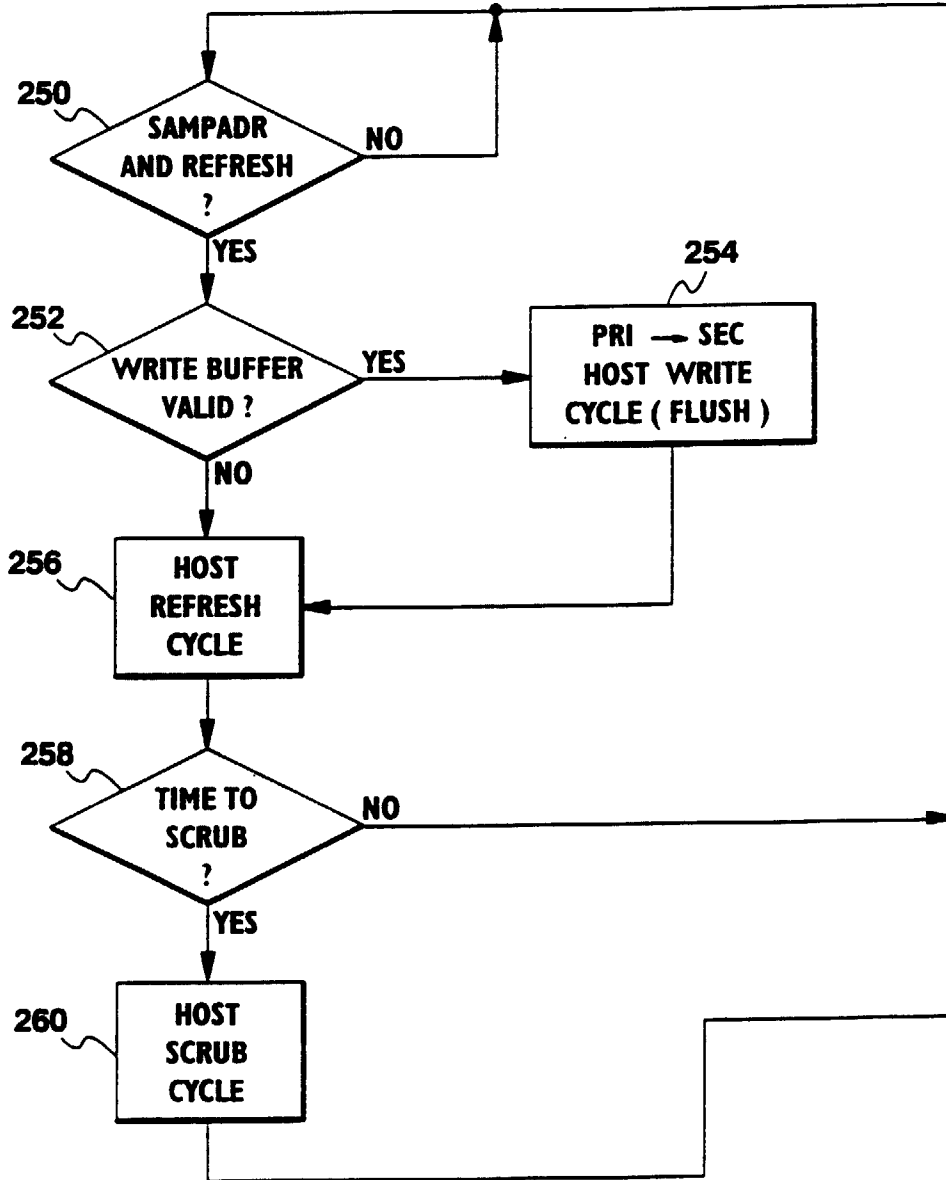 250
SAMPADR
AND REFRESH
?
NO
YES
252
WRITE BUFFER
VALID ?
YES
NO
254
PRI → SEC
HOST WRITE
CYCLE ( FLUSH )
256
HOST
REFRESH
CYCLE
258
TIME TO
SCRUB
?
NO
YES
260
HOST
SCRUB
CYCLE